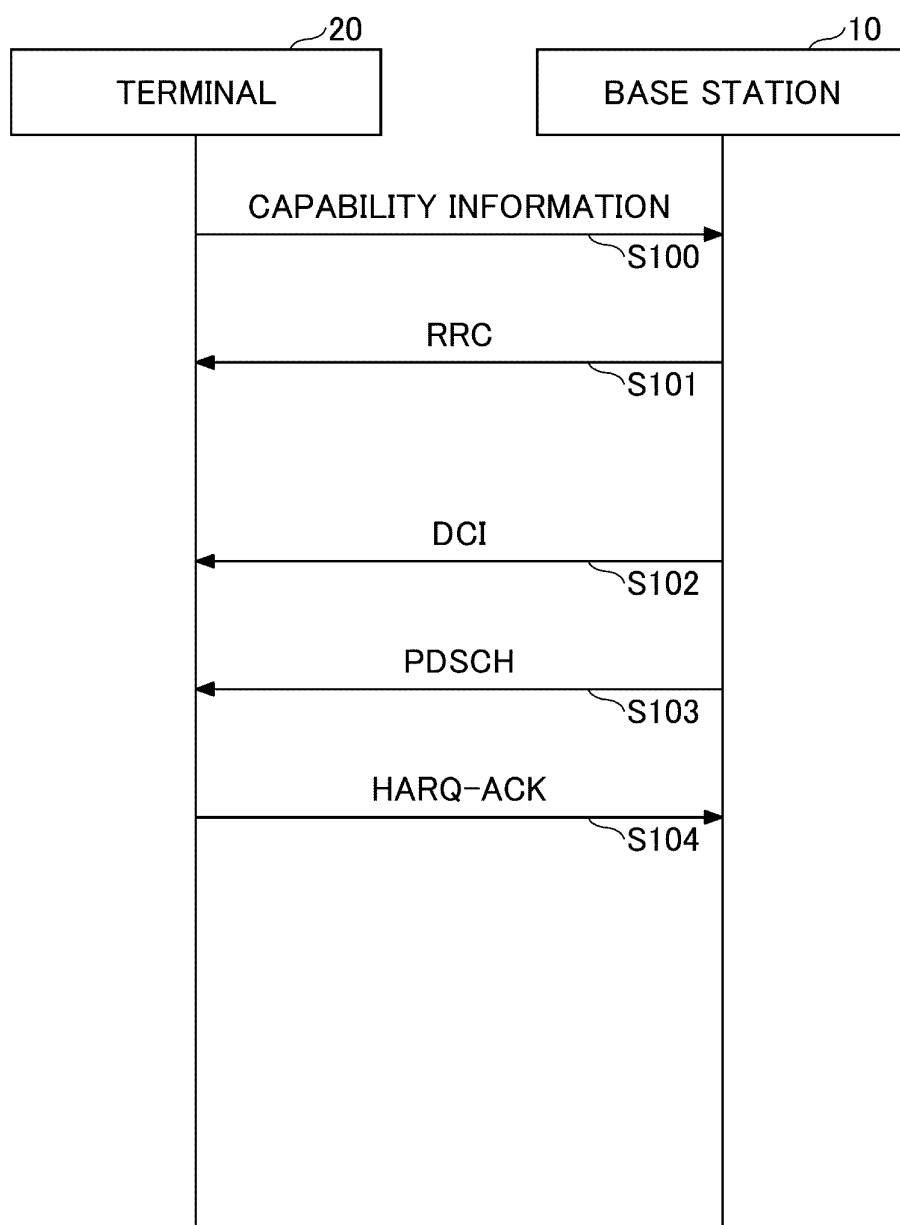 20
10
TERMINAL
BASE STATION
CAPABILITY INFORMATION
S100
RRC
S101
DCI
S102
PDSCH
S103
HARQ-ACK
S104